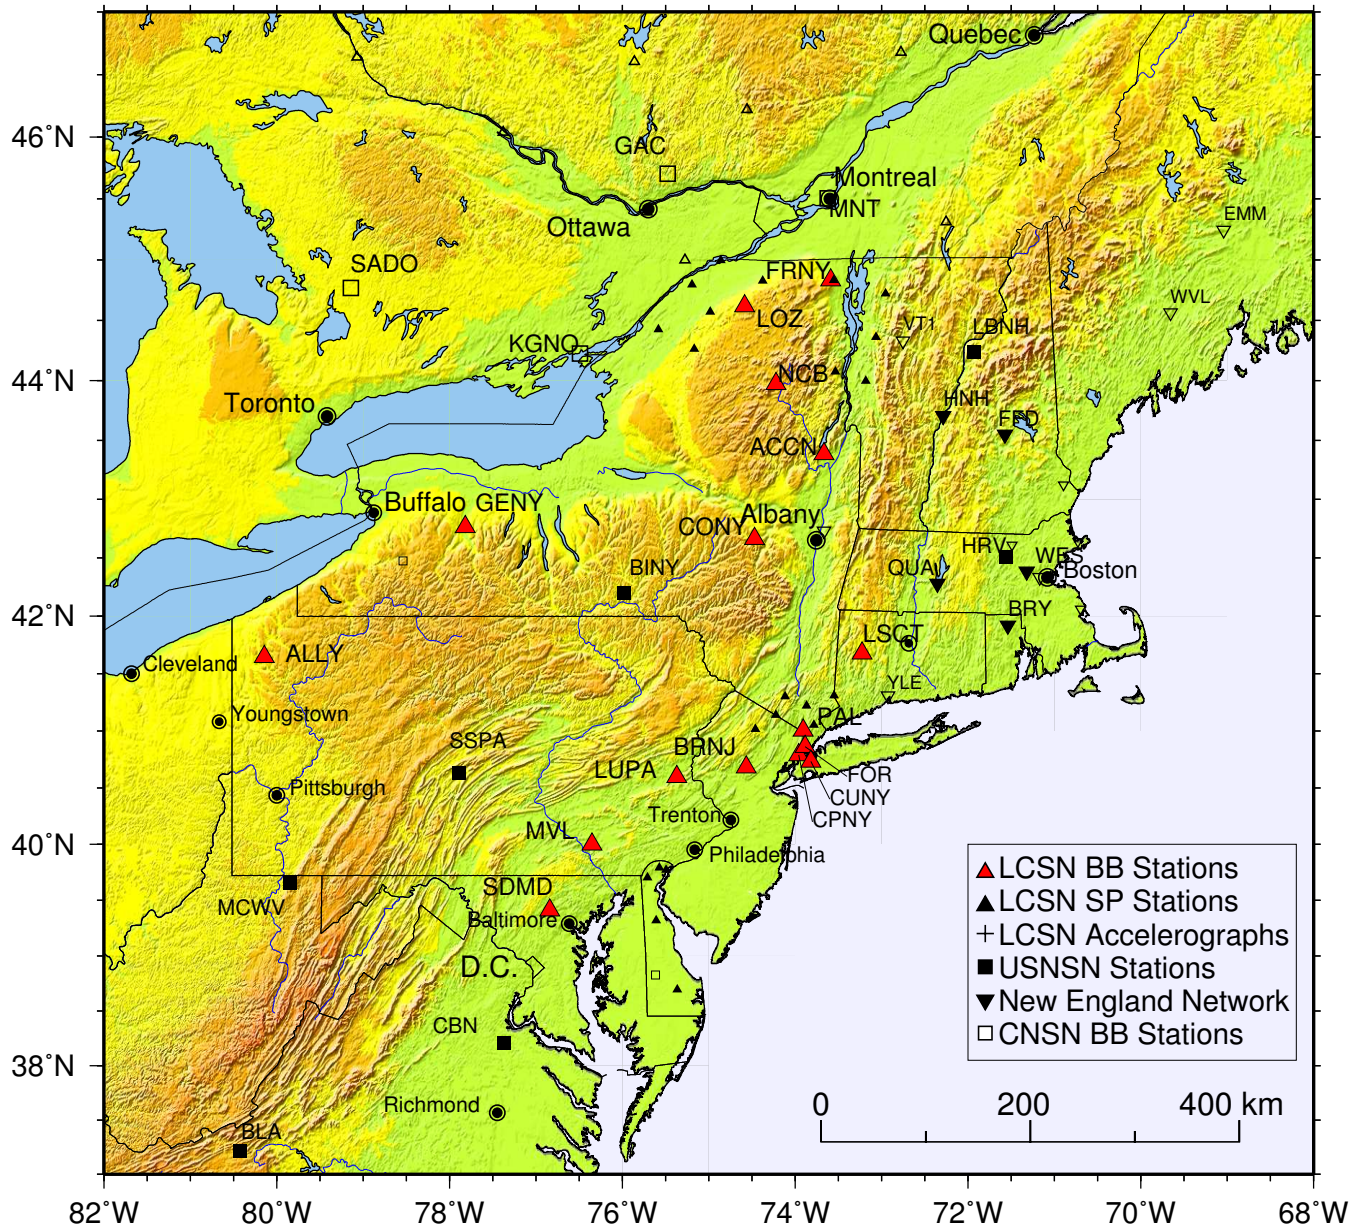 Quebec
46°N
GAC
Montreal
MNT
Ottawa
EMM
SADO
FRNY
WVL
LOZ
VT1
LBNH
KGNO
44°N
NCB
HNH
FFD
Toronto
ACCN
Buffalo
GENY
CONY
Albany
HRV
WES
QUA
Boston
BINY
BRY
42°N
LSCT
ALLY
Cleveland
YLE
Youngstown
PAL
SSPA
BRNJ
LUPA
FOR
Pittsburgh
CUNY
Trenton
CPNY
MVL
40°N
Philadelphia
LCSN BB Stations
SDMD
MCWV
LCSN SP Stations
Baltimore
LCSN Accelerographs
D.C.
USNSN Stations
New England Network
CBN
CNSN BB Stations
38°N
Richmond
0 200 400 km
BLA
82°W 80°W 78°W 76°W 74°W 72°W 70°W 68°W